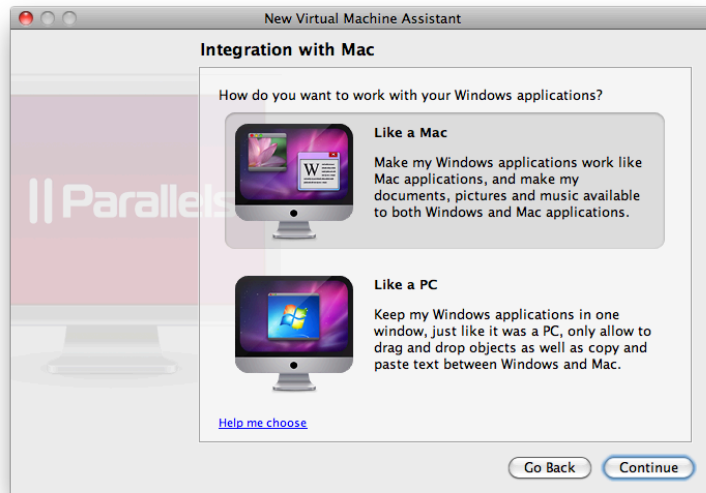 New Virtual Machine Assistant
Integration with Mac
How do you want to work with your Windows applications?
Like a Mac
Make my Windows applications work like
Mac applications, and make my
documents, pictures and music available
to both Windows and Mac applications.
W
|| Parallels
Like a PC
Keep my Windows applications in one
window, just like it was a PC, only allow to
drag and drop objects as well as copy and
paste text between Windows and Mac.
Help me choose
Go Back
Continue